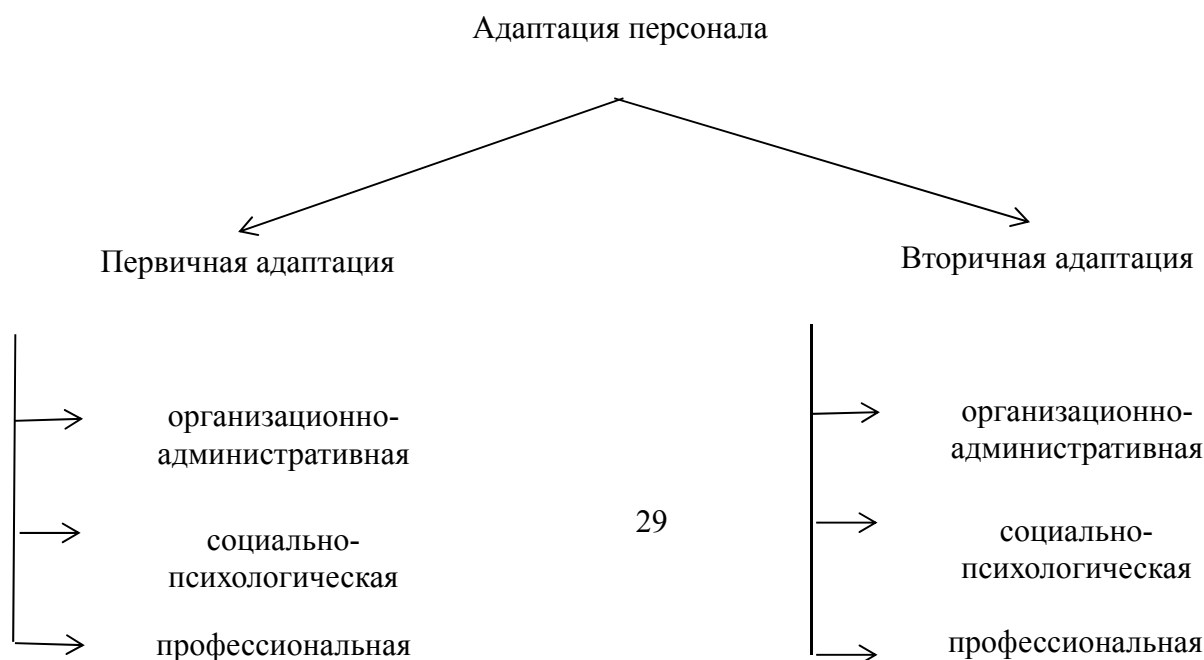 Адаптация персонала
Первичная адаптация
Вторичная адаптация
организационно-
административная
социально-
психологическая
профессиональная
29
организационно-
административная
социально-
психологическая
профессиональная